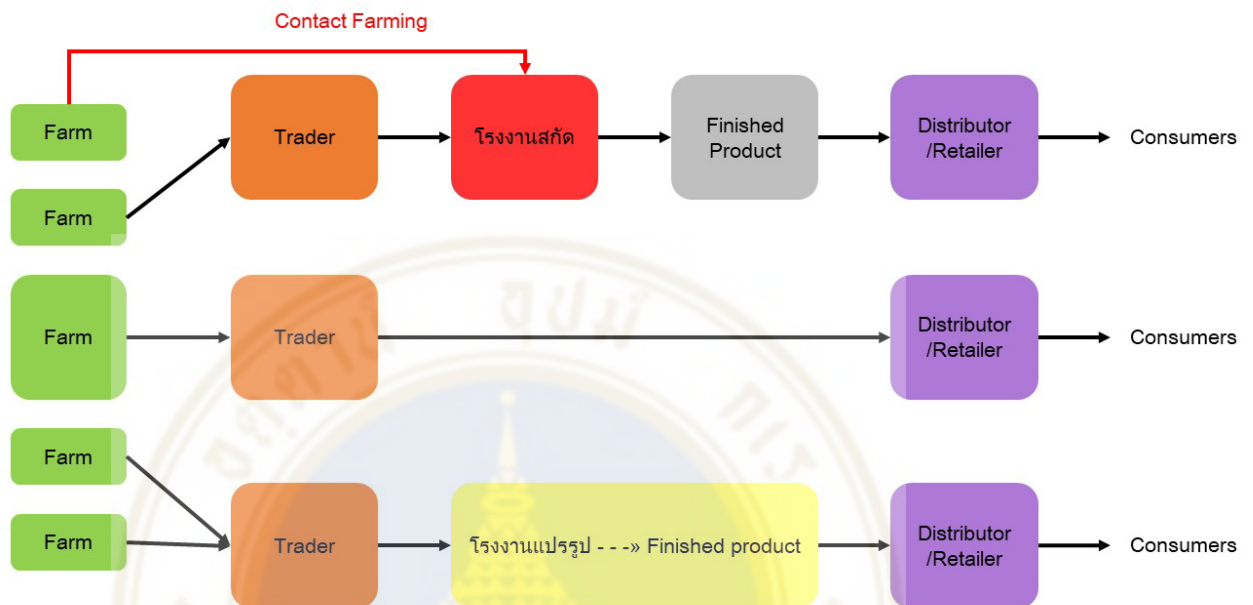 Contact Farming
Farm
Trader
โรงงานสกัด
Finished
Product
Distributor
/Retailer
Consumers
Farm
Farm
Trader
Distributor
/Retailer
Consumers
Farm
Farm
Trader
โรงงานแปรรูป - - -» Finished product
Distributor
/Retailer
Consumers